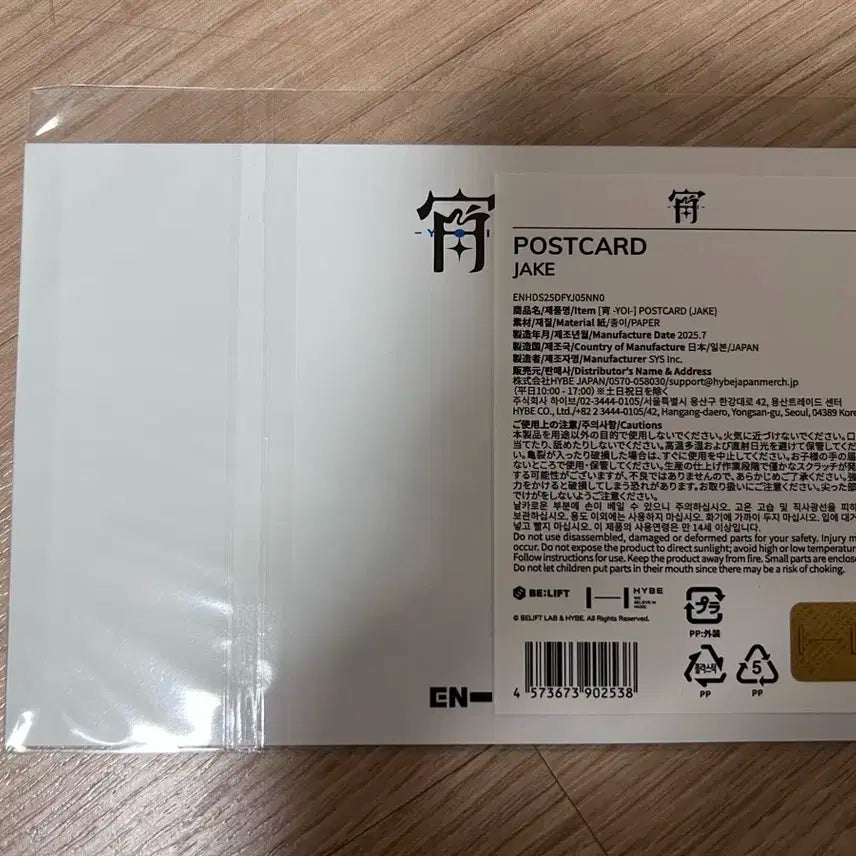 宵
-YOI
宵
-YOI-
POSTCARD
JAKE
ENHDS25DFYJ05NN0
商品名/제품명/Item [宵 -YOI-] POSTCARD (JAKE)
素材/재질/Material 紙/종이/PAPER
製造年月/제조년월/Manufacture Date 2025.7
製造国/제조국/Country of Manufacture 日本/일본/JAPAN
製造者/제조자명/Manufacturer SYS Inc.
販売元/판매사/Distributor's Name & Address
株式会社HYBE JAPAN/0570-058030/support@hybejapanmerch.jp
(平日10:00 - 17:00) ※土日祝日を除く
주식회사 하이브/02-3444-0105/서울특별시 용산구 한강대로 42, 용산트레이드 센터
HYBE CO., Ltd./+82 2 3444-0105/42, Hangang-daero, Yongsan-gu, Seoul, 04389 Kore
ご使用上の注意/주의사항/Cautions
本製品を用途以外の目的で使用しないでください。火気に近づけないでください。口
当てたり、舐めたりしないでください。高温多湿および直射日光を避けて保管してくだ
い。亀裂が入ったり破損した場合は、すぐに使用を中止してください。お子様の手の届
ないところで使用・保管してください。生産の仕上げ作業段階で僅かなスクラッチが発
する可能性がございますが、不良ではありませんので、あらかじめご了承ください。強
力をかけると破損してしまう恐れがあります。お取り扱いにご注意ください。尖った部
でけがをしないようご注意ください。
날카로운 부분에 손이 베일 수 있으니 주의하십시오. 고온 고습 및 직사광선을 피하
보관하십시오. 용도 이외에는 사용하지 마십시오. 화기에 가까이 두지 마십시오. 입에 대거
넣고 빨지 마십시오. 이 제품의 사용연령은 만 14세 이상입니다.
Do not use disassembled, damaged or deformed parts for your safety. Injury m
occur. Do not expose the product to direct sunlight; avoid high or low temperatur
Follow instructions for use. Keep the product away from fire. Small parts are enclose
Do not let children put parts in their mouth since there may be a risk of choking.
BE:LIFT HYBE
WE BELIEVE IN MUSIC
© BELIFT LAB & HYBE. All Rights Reserved.
プラ
PP:外装
플라스틱
PP
5
PP
4 573673 902538
EN-